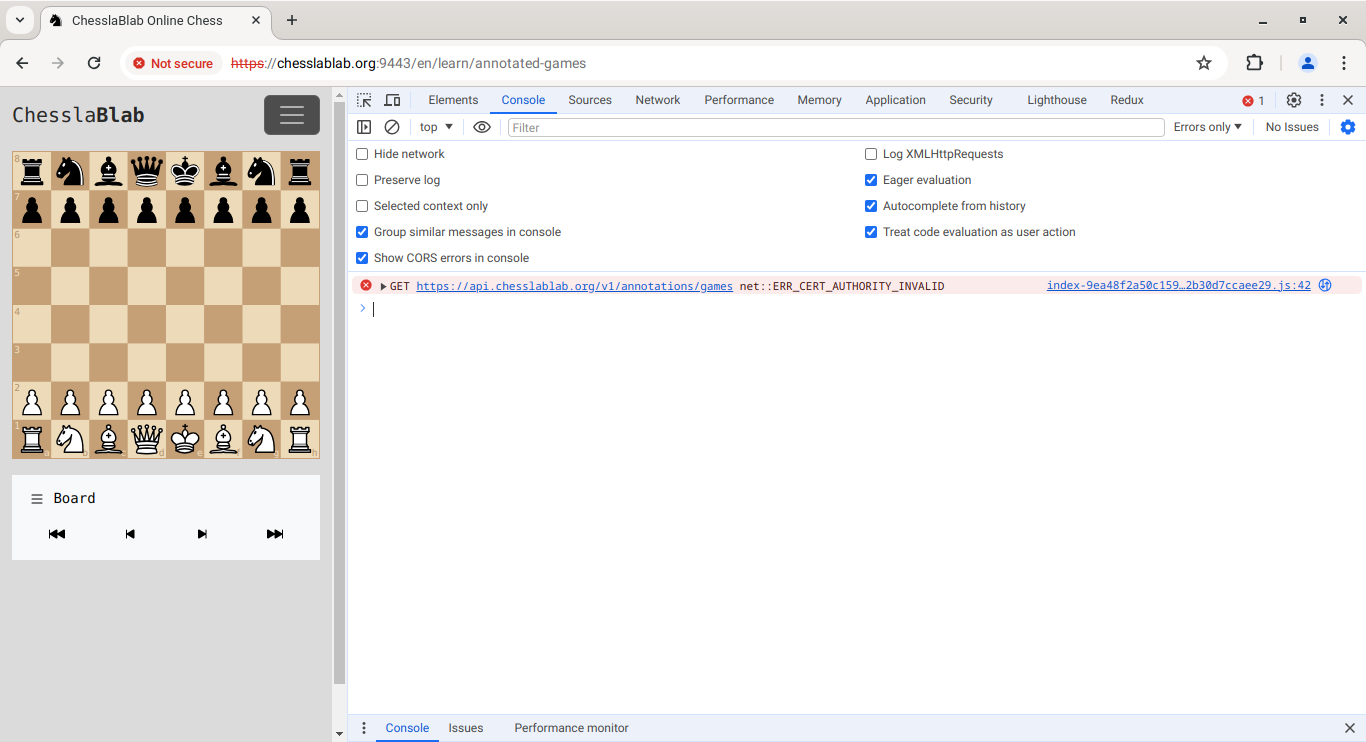 ChesslaBlab Online Chess
Not secure https://chesslablab.org:9443/en/learn/annotated-games
ChesslaBlab
8
7
6
5
4
3
2
1 a b c d e f g h
Board
Elements Console Sources Network Performance Memory Application Security Lighthouse Redux 1
top Filter Errors only No Issues
Hide network Log XMLHttpRequests
Preserve log Eager evaluation
Selected context only Autocomplete from history
Group similar messages in console Treat code evaluation as user action
Show CORS errors in console
GET https://api.chesslablab.org/v1/annotations/games net::ERR_CERT_AUTHORITY_INVALID index-9ea48f2a50c159…2b30d7ccaee29.js:42
Console Issues Performance monitor